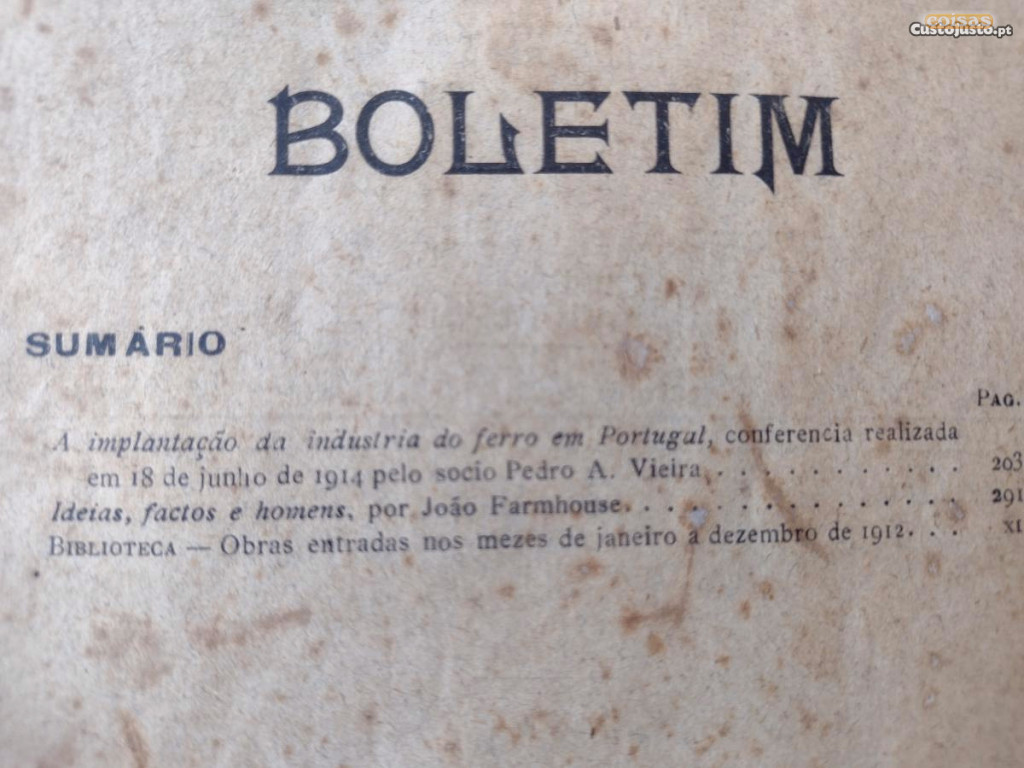 coisas
Custojusto.pt
BOLETIM
SUMÁRIO
PAG.
A implantação da industria do ferro em Portugal, conferencia realizada
em 18 de junho de 1914 pelo socio Pedro A. Vieira. . . . . . . . . . . . 203
Ideias, factos e homens, por João Farmhouse. . . . . . . . . . . . . . . 291
BIBLIOTECA — Obras entradas nos mezes de janeiro a dezembro de 1912. . . XI